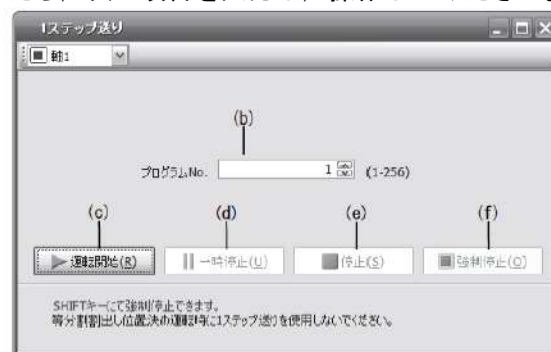 1ステップ送り
軸1
(b)
プログラムNo. 1 (1-256)
(c) (d) (e) (f)
運転開始(R) 一時停止(U) 停止(S) 強制停止(O)
SHIFTキーにて強制停止できます。
等分割割出し位置決め運転時に1ステップ送りを使用しないでください。